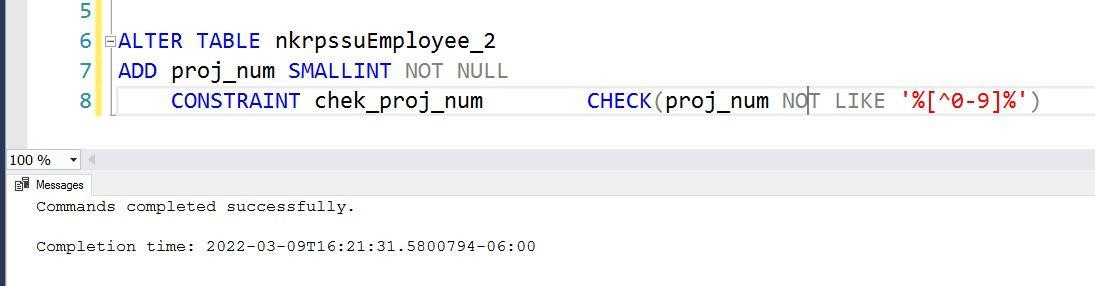 5
6 ALTER TABLE nkrpssuEmployee_2
7 ADD proj_num SMALLINT NOT NULL
8 CONSTRAINT chek_proj_num CHECK(proj_num NOT LIKE '%[^0-9]%')
100 %
Messages
Commands completed successfully.
Completion time: 2022-03-09T16:21:31.5800794-06:00